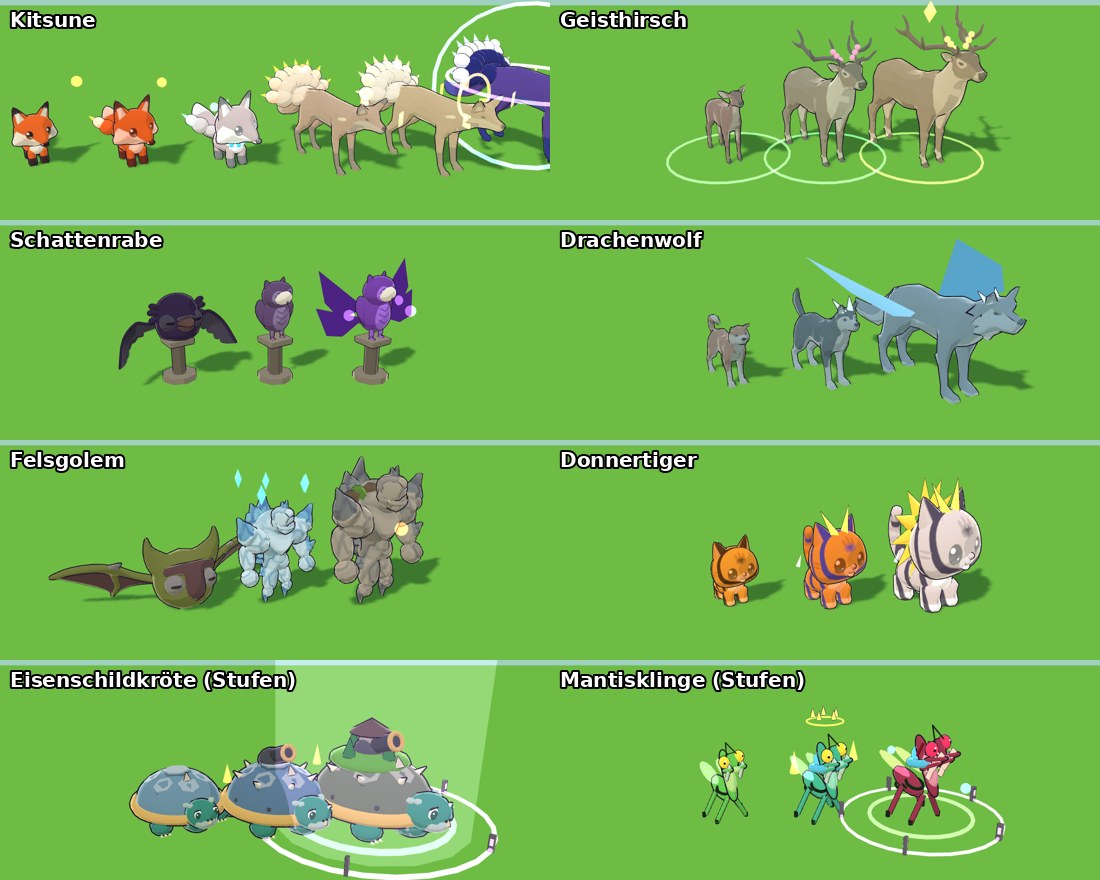 Kitsune
Geisthirsch
Schattenrabe
Drachenwolf
Felsgolem
Donnertiger
Eisenschildkröte (Stufen)
Mantisklinge (Stufen)